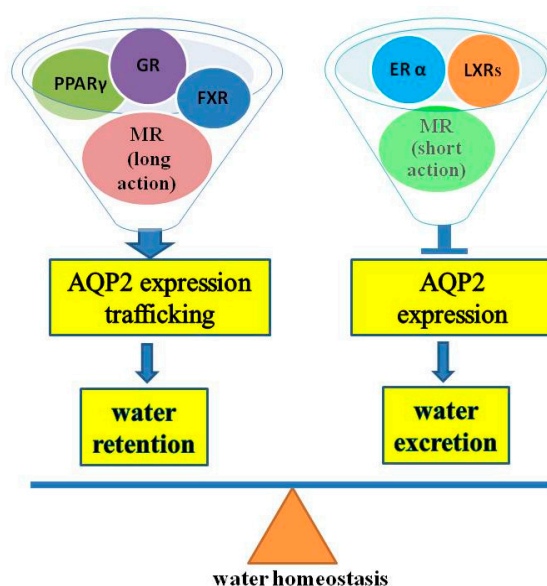 PPARγ
GR
FXR
MR
(long
action)
AQP2 expression
trafficking
water
retention
ER α
LXRs
MR
(short
action)
AQP2
expression
water
excretion
water homeostasis